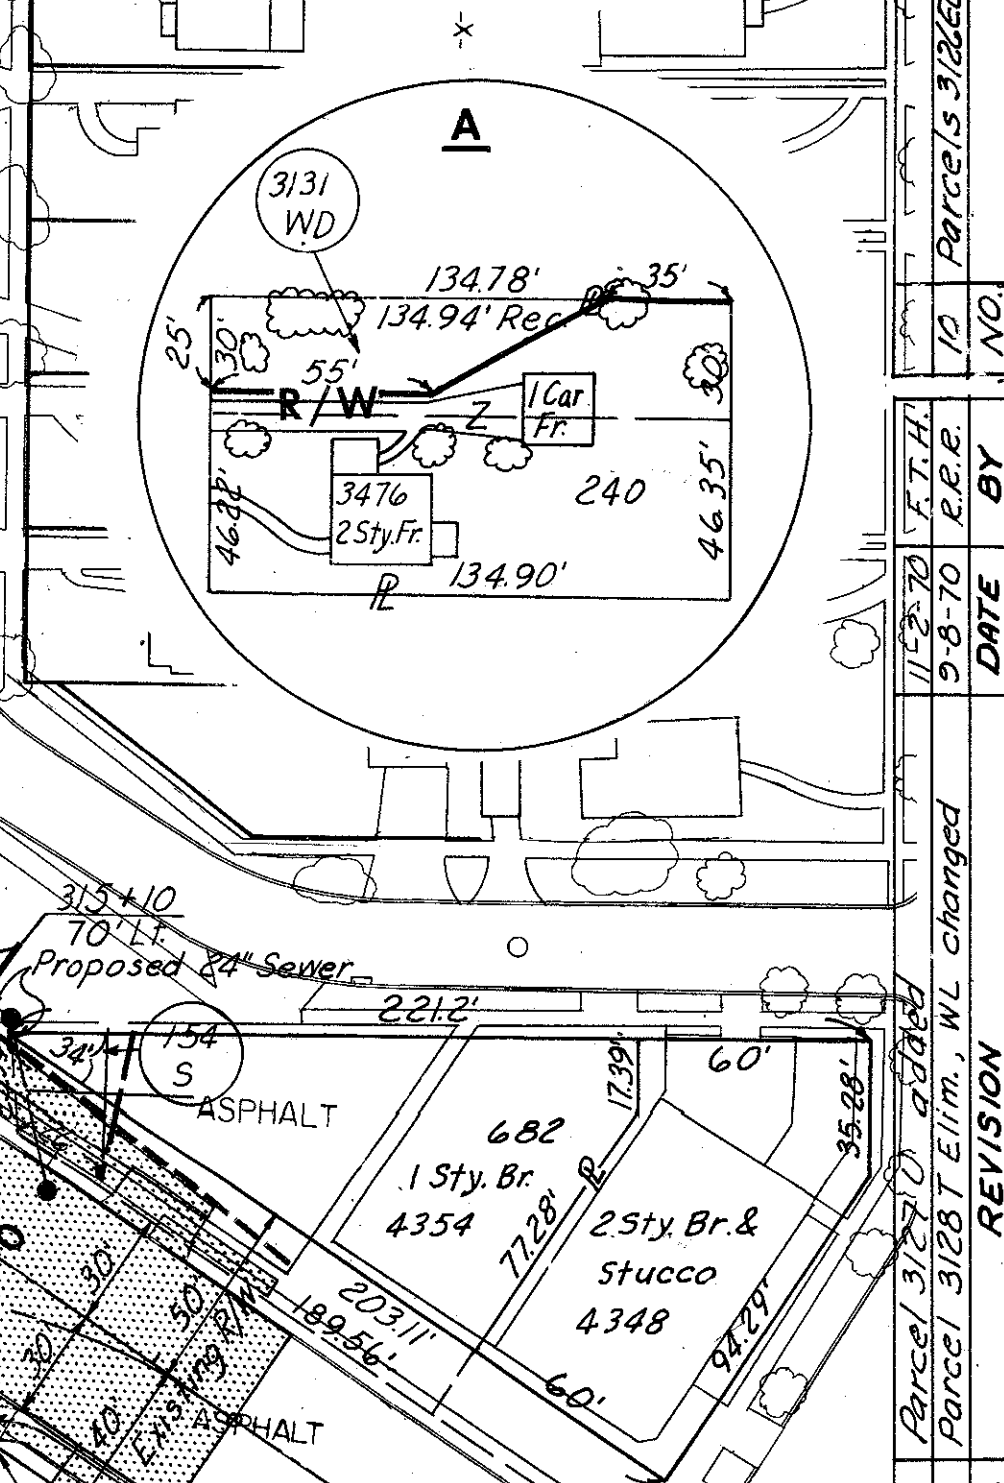 A
3131
WD
134.78'
35'
134.94' Rec.
25'
30'
55'
R/W
30'
1 Car
Fr.
Z
46.22'
3476
2 Sty. Fr.
240
46.35'
134.90'
PL
315 + 10
70' Lt.
Proposed 84" Sewer
221.2'
34'
154
S
ASPHALT
60'
17.39'
35.28'
682
1 Sty. Br.
4354
PL
77.28'
2 Sty. Br. &
Stucco
4348
94.29'
203.11'
189.56'
60'
30'
30'
50'
40'
Existing R/W
ASPHALT
10 Parcels 3126
NO.
F.T.H.
R.R.R.
BY
11-2-70
9-8-70
DATE
Parcel 3127 U added
Parcel 3128 T Elim., WL changed
REVISION